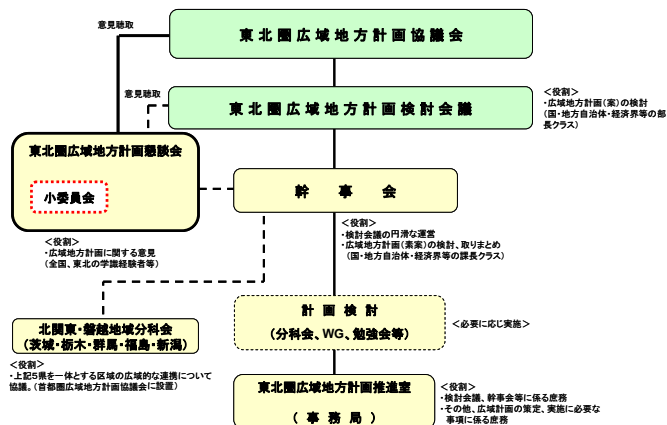 意見聴取
東北圏広域地方計画協議会
意見聴取
東北圏広域地方計画検討会議
<役割>
・広域地方計画(案)の検討
(国・地方自治体・経済界等の部
長クラス)
東北圏広域地方計画懇談会
小委員会
幹事会
<役割>
・広域地方計画に関する意見
(全国、東北の学識経験者等)
<役割>
・検討会議の円滑な運営
・広域地方計画(素案)の検討、取りまとめ
(国・地方自治体・経済界等の課長クラス)
計画検討
(分科会、WG、勉強会等)
<必要に応じ実施>
北関東・磐越地域分科会
(茨城・栃木・群馬・福島・新潟)
<役割>
・上記5県を一体とする区域の広域的な連携について
協議。(首都圏広域地方計画協議会に設置)
東北圏広域地方計画推進室
(事務局)
<役割>
・検討会議、幹事会等に係る庶務
・その他、広域計画の策定、実施に必要な
事項に係る庶務